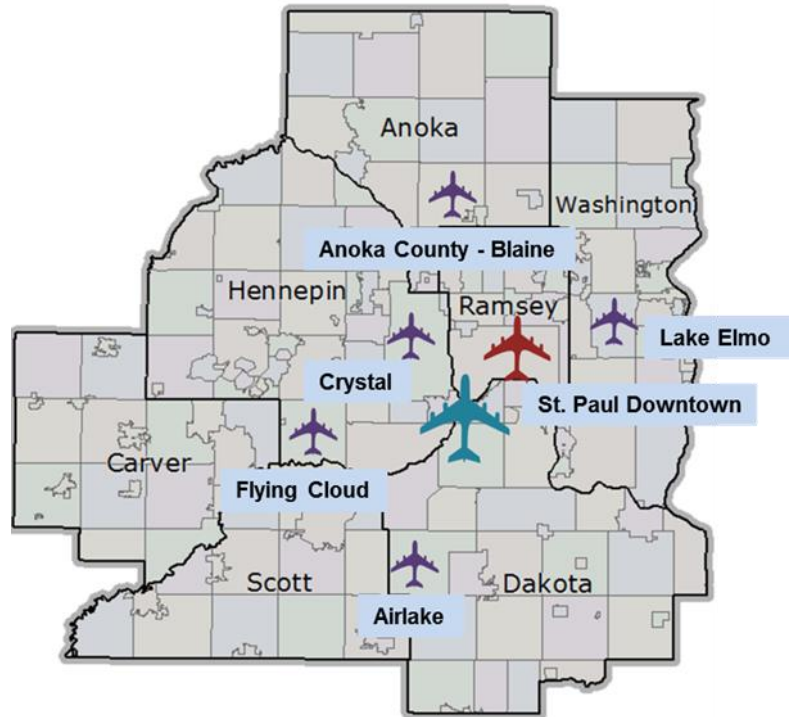 Anoka
Washington
Anoka County - Blaine
Hennepin
Ramsey
Lake Elmo
Crystal
St. Paul Downtown
Carver
Flying Cloud
Scott
Dakota
Airlake